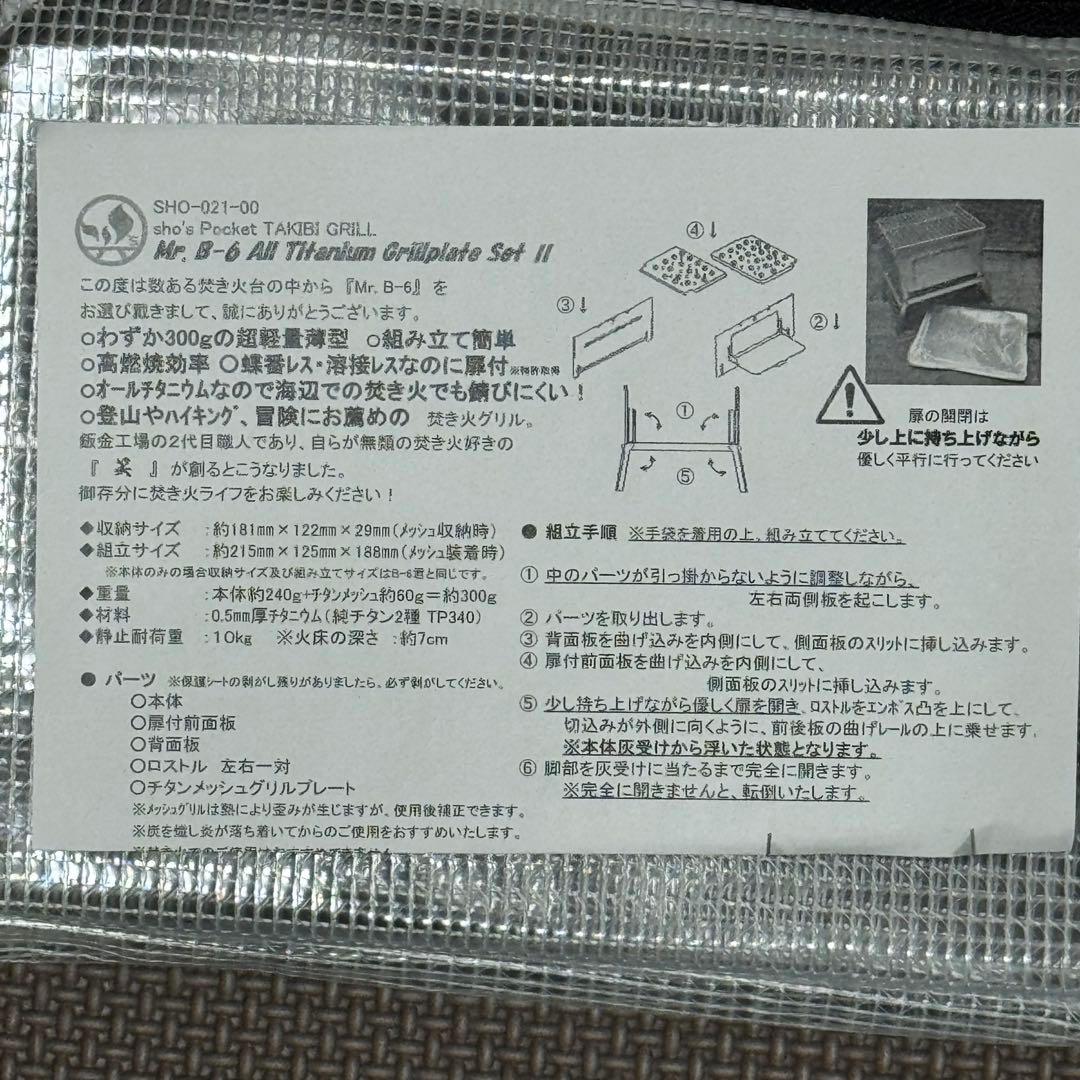 SHO-021-00
sho's Pocket TAKIBI GRILL
Mr. B-6 All Titanium Grillplate Set II
この度は数ある焚き火台の中から『Mr. B-6』を
お選び戴きまして、誠にありがとうございます。
○わずか300gの超軽量薄型 ○組み立て簡単
○高燃焼効率 ○蝶番レス・溶接レスなのに扉付※特許取得
○オールチタニウムなので海辺での焚き火でも錆びにくい！
○登山やハイキング、冒険にお薦めの 焚き火グリル。
鈑金工場の2代目職人であり、自らが無類の焚き火好きの
『 笑 』が創るとこうなりました。
御存分に焚き火ライフをお楽しみください！
◆収納サイズ :約181mm×122mm×29mm(メッシュ収納時)
◆組立サイズ :約215mm×125mm×188mm(メッシュ装着時)
※本体のみの場合収納サイズ及び組み立てサイズはB-6君と同じです。
◆重量 :本体約240g+チタンメッシュ約60g＝約300g
◆材料 :0.5mm厚チタニウム(純チタン2種 TP340)
◆静止耐荷重 :10kg ※火床の深さ :約7cm
● パーツ ※保護シートの剥がし残りがありましたら、必ず剥がしてください。
○本体
○扉付前面板
○背面板
○ロストル 左右一対
○チタンメッシュグリルプレート
※メッシュグリルは熱により歪みが生じますが、使用後補正できます。
※炭を熾し炎が落ち着いてからのご使用をおすすめいたします。
④↓
③↓
②↓
①
⑤
扉の開閉は
少し上に持ち上げながら
優しく平行に行ってください
● 組立手順 ※手袋を着用の上、組み立ててください。
① 中のパーツが引っ掛からないように調整しながら、
左右両側板を起こします。
② パーツを取り出します。
③ 背面板を曲げ込みを内側にして、側面板のスリットに挿し込みます。
④ 扉付前面板を曲げ込みを内側にして、
側面板のスリットに挿し込みます。
⑤ 少し持ち上げながら優しく扉を開き、ロストルをエンボス凸を上にして、
切込みが外側に向くように、前後板の曲げレールの上に乗せます。
※本体灰受けから浮いた状態となります。
⑥ 脚部を灰受けに当たるまで完全に開きます。
※完全に開きませんと、転倒いたします。